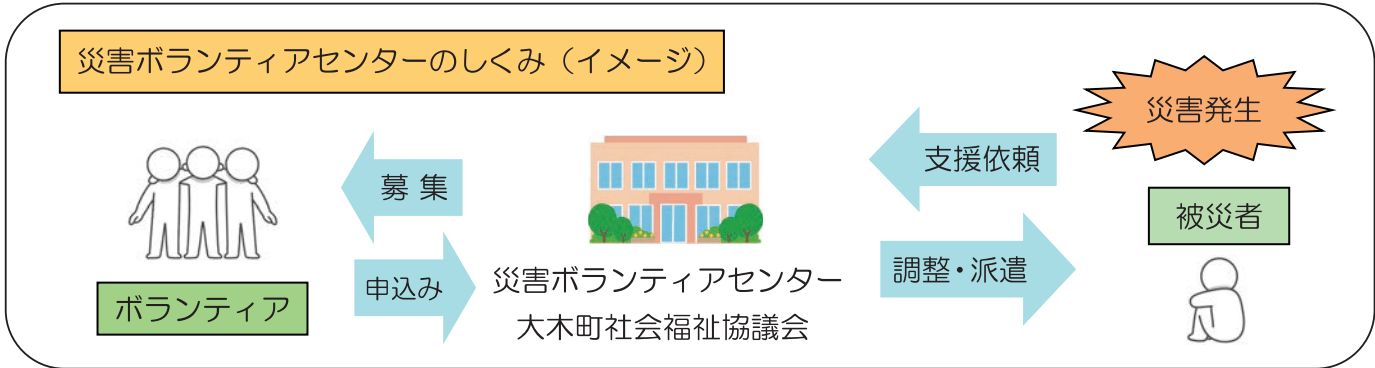 災害ボランティアセンターのしくみ（イメージ）
災害発生
募 集
支援依頼
被災者
申込み
調整・派遣
災害ボランティアセンター
大木町社会福祉協議会
ボランティア